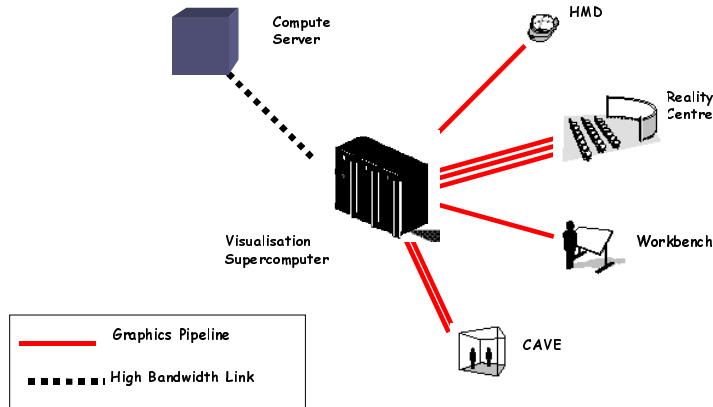 Compute
Server
HMD
Reality
Centre
Visualisation
Supercomputer
Workbench
CAVE
Graphics Pipeline
High Bandwidth Link